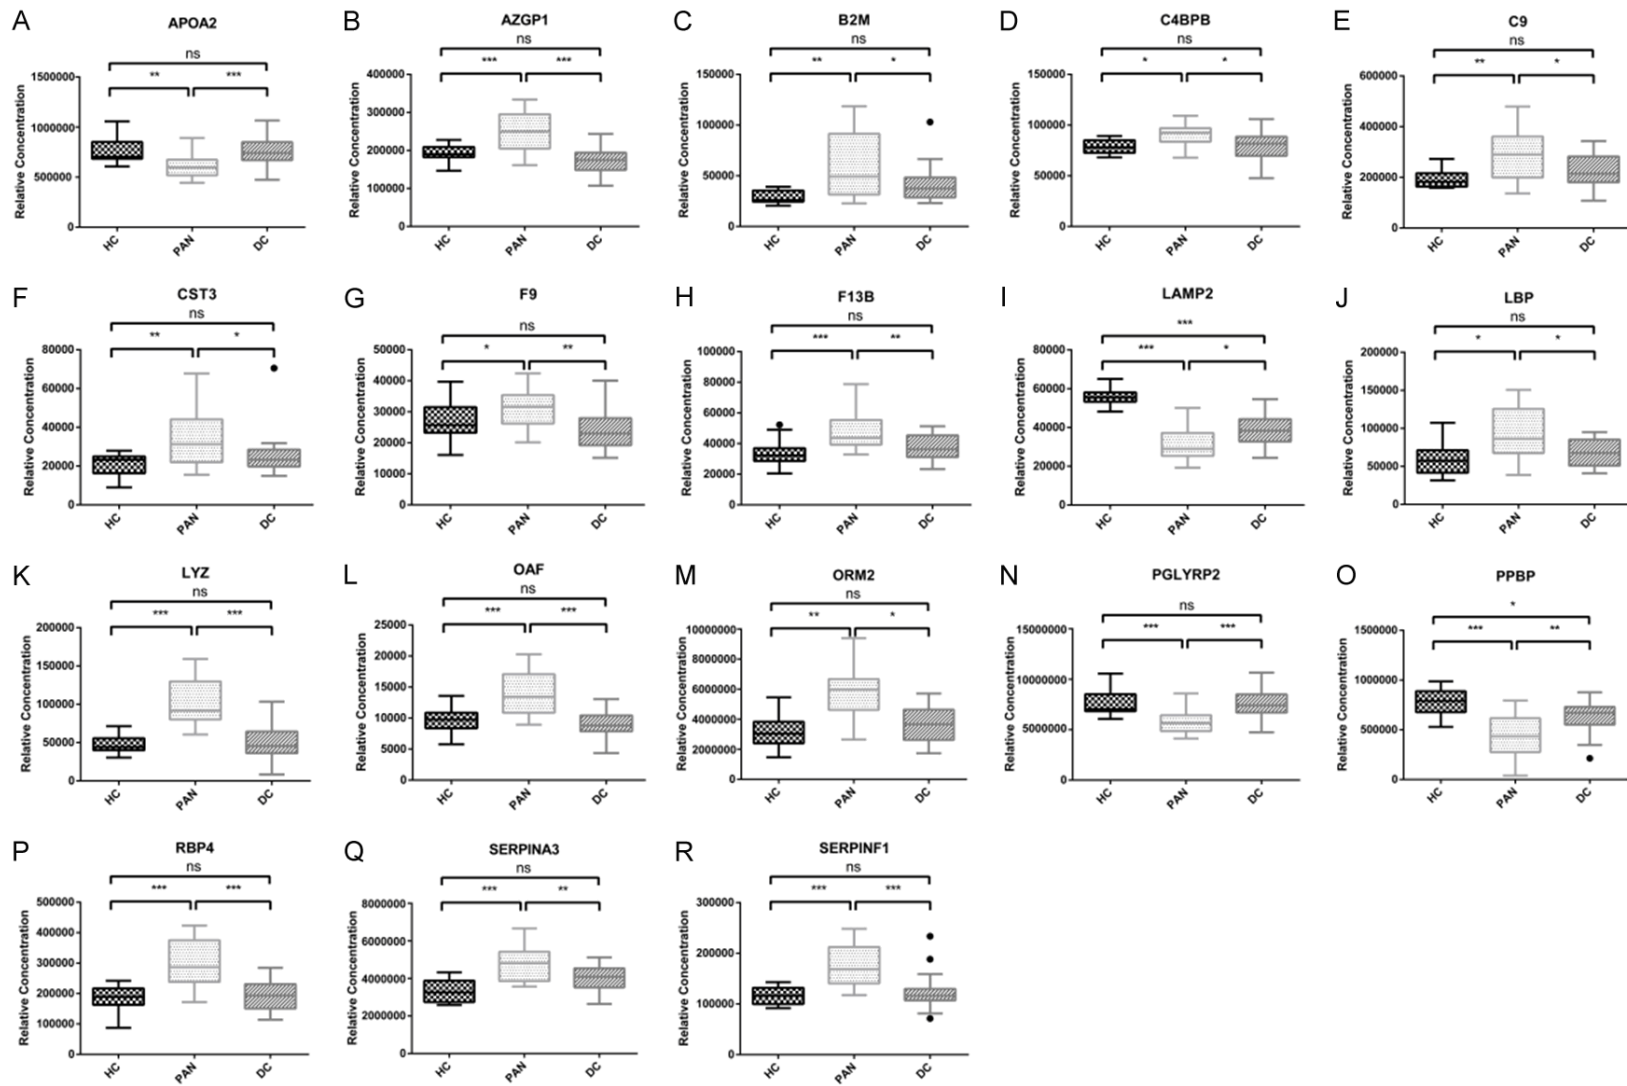 A
APOA2
ns
**
***
Relative Concentration
1500000
1000000
500000
0
HC
PAN
DC
B
AZGP1
ns
***
***
Relative Concentration
400000
300000
200000
100000
0
HC
PAN
DC
C
B2M
ns
**
*
Relative Concentration
150000
100000
50000
0
HC
PAN
DC
D
C4BPB
ns
*
*
Relative Concentration
150000
100000
50000
0
HC
PAN
DC
E
C9
ns
**
*
Relative Concentration
600000
400000
200000
0
HC
PAN
DC
F
CST3
ns
**
*
Relative Concentration
80000
60000
40000
20000
0
HC
PAN
DC
G
F9
ns
*
**
Relative Concentration
50000
40000
30000
20000
10000
0
HC
PAN
DC
H
F13B
ns
***
**
Relative Concentration
100000
80000
60000
40000
20000
0
HC
PAN
DC
I
LAMP2
***
***
*
Relative Concentration
80000
60000
40000
20000
0
HC
PAN
DC
J
LBP
ns
*
*
Relative Concentration
200000
150000
100000
50000
0
HC
PAN
DC
K
LYZ
ns
***
***
Relative Concentration
200000
150000
100000
50000
0
HC
PAN
DC
L
OAF
ns
***
***
Relative Concentration
25000
20000
15000
10000
5000
0
HC
PAN
DC
M
ORM2
ns
**
*
Relative Concentration
10000000
8000000
6000000
4000000
2000000
0
HC
PAN
DC
N
PGLYRP2
ns
***
***
Relative Concentration
15000000
10000000
5000000
0
HC
PAN
DC
O
PPBP
*
***
**
Relative Concentration
1500000
1000000
500000
0
HC
PAN
DC
P
RBP4
ns
***
***
Relative Concentration
500000
400000
300000
200000
100000
0
HC
PAN
DC
Q
SERPINA3
ns
***
**
Relative Concentration
8000000
6000000
4000000
2000000
0
HC
PAN
DC
R
SERPINF1
ns
***
***
Relative Concentration
300000
200000
100000
0
HC
PAN
DC